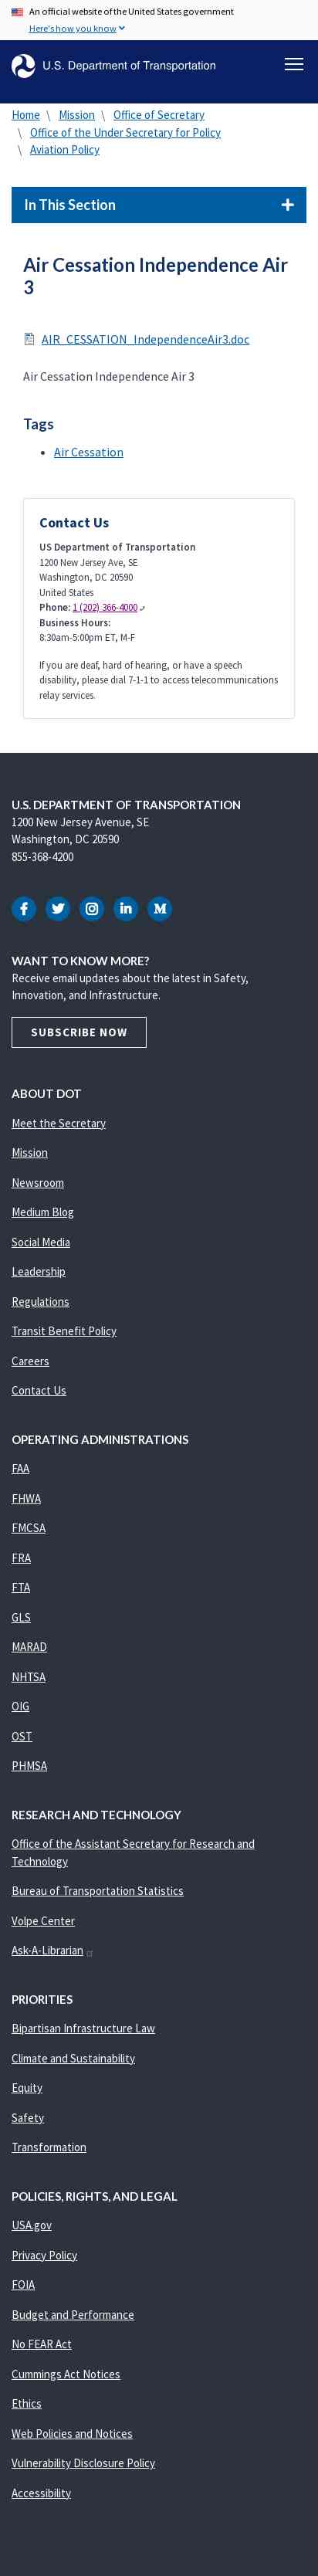 An official website of the United States government
Here's how you know
U.S. Department of Transportation
Home \ Mission \ Office of Secretary
\ Office of the Under Secretary for Policy
\ Aviation Policy
In This Section
Air Cessation Independence Air
3
AIR_CESSATION_IndependenceAir3.doc
Air Cessation Independence Air 3
Tags
• Air Cessation
Contact Us
US Department of Transportation
1200 New Jersey Ave, SE
Washington, DC 20590
United States
Phone: 1 (202) 366-4000
Business Hours:
8:30am-5:00pm ET, M-F
If you are deaf, hard of hearing, or have a speech
disability, please dial 7-1-1 to access telecommunications
relay services.
U.S. DEPARTMENT OF TRANSPORTATION
1200 New Jersey Avenue, SE
Washington, DC 20590
855-368-4200
WANT TO KNOW MORE?
Receive email updates about the latest in Safety,
Innovation, and Infrastructure.
SUBSCRIBE NOW
ABOUT DOT
Meet the Secretary
Mission
Newsroom
Medium Blog
Social Media
Leadership
Regulations
Transit Benefit Policy
Careers
Contact Us
OPERATING ADMINISTRATIONS
FAA
FHWA
FMCSA
FRA
FTA
GLS
MARAD
NHTSA
OIG
OST
PHMSA
RESEARCH AND TECHNOLOGY
Office of the Assistant Secretary for Research and
Technology
Bureau of Transportation Statistics
Volpe Center
Ask-A-Librarian
PRIORITIES
Bipartisan Infrastructure Law
Climate and Sustainability
Equity
Safety
Transformation
POLICIES, RIGHTS, AND LEGAL
USA.gov
Privacy Policy
FOIA
Budget and Performance
No FEAR Act
Cummings Act Notices
Ethics
Web Policies and Notices
Vulnerability Disclosure Policy
Accessibility